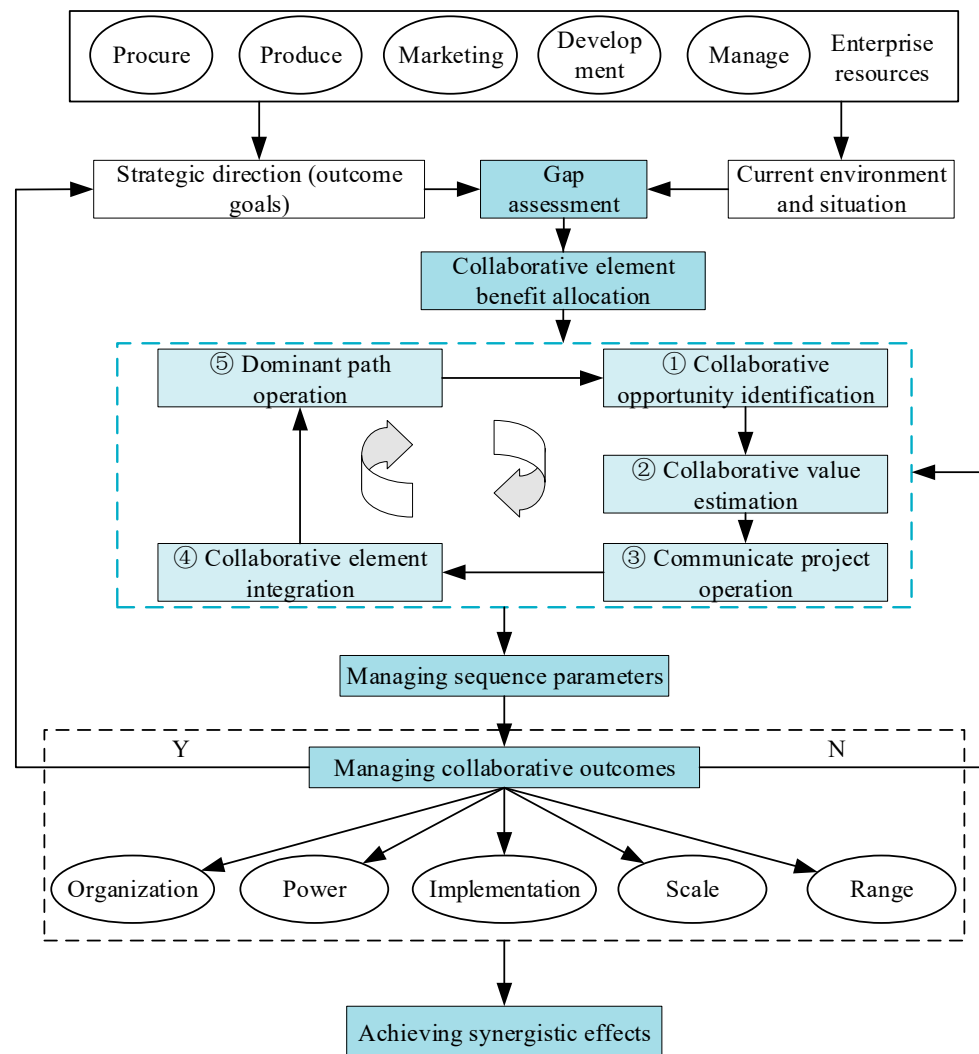 Procure
Produce
Marketing
Develop
ment
Manage
Enterprise
resources
Strategic direction (outcome
goals)
Gap
assessment
Current environment
and situation
Collaborative element
benefit allocation
⑤ Dominant path
operation
① Collaborative
opportunity identification
② Collaborative value
estimation
④ Collaborative element
integration
③ Communicate project
operation
Managing sequence parameters
Y
N
Managing collaborative outcomes
Organization
Power
Implementation
Scale
Range
Achieving synergistic effects